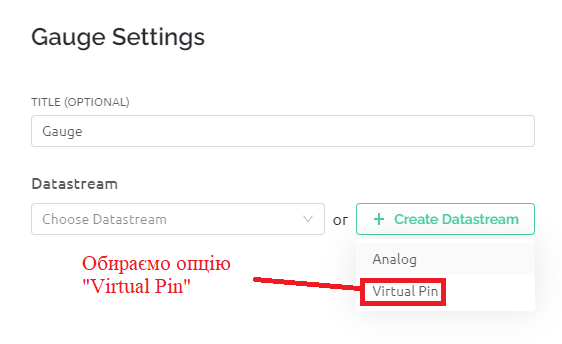 Gauge Settings
TITLE (OPTIONAL)
Gauge
Datastream
Choose Datastream or + Create Datastream
Analog
Обираємо опцію
"Virtual Pin"
Virtual Pin